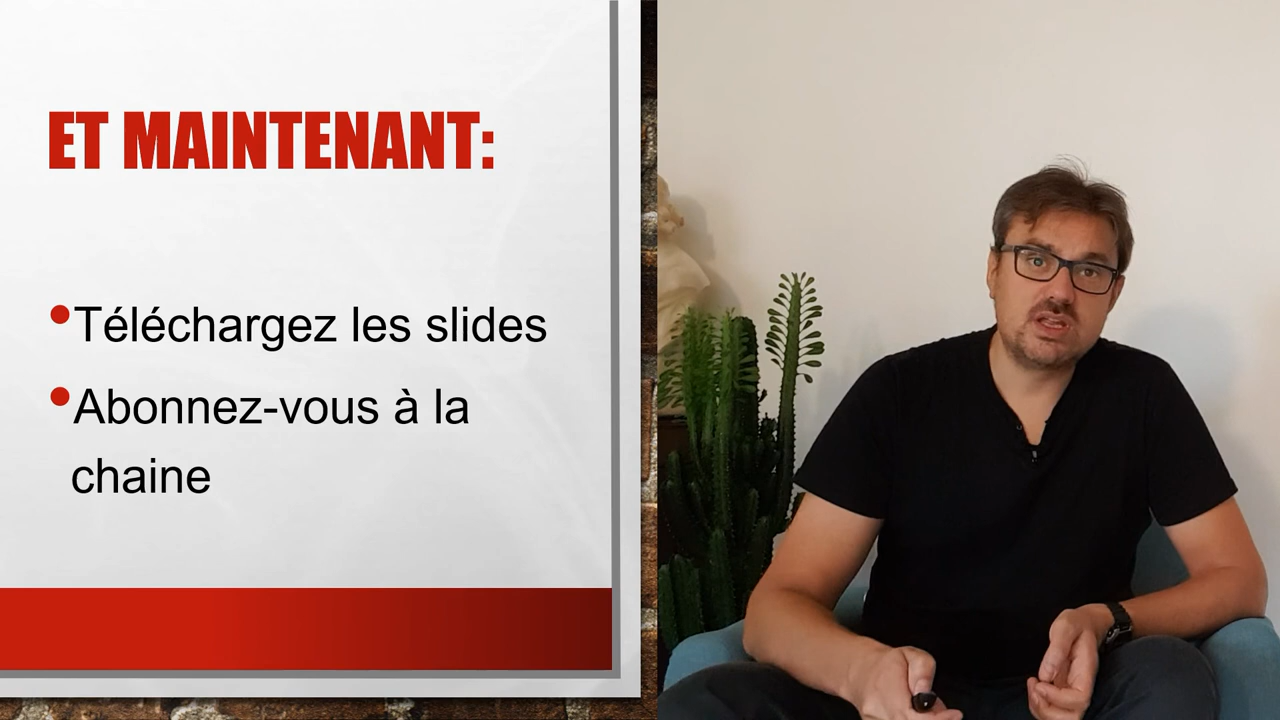 ET MAINTENANT:
•Téléchargez les slides
•Abonnez-vous à la
chaine